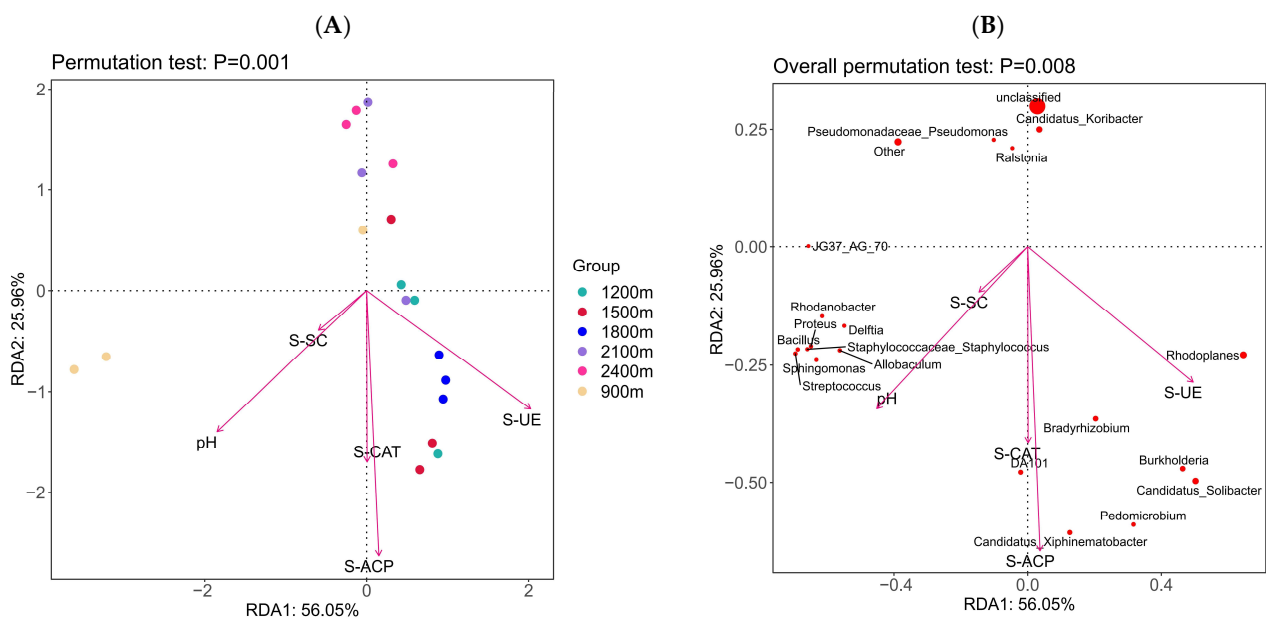 (A)
Permutation test: P=0.001
2
1
0
−1
−2
RDA2: 25.96%
S-SC
pH
S-CAT
S-UE
S-ACP
−2
0
2
RDA1: 56.05%
Group
1200m
1500m
1800m
2100m
2400m
900m
(B)
Overall permutation test: P=0.008
0.25
0.00
−0.25
−0.50
RDA2: 25.96%
unclassified
Candidatus_Koribacter
Pseudomonadaceae_Pseudomonas
Other
Ralstonia
JG37_AG_70
S-SC
Rhodanobacter
Proteus
Delftia
Bacillus
Staphylococcaceae_Staphylococcus
Sphingomonas
Allobaculum
Streptococcus
pH
Rhodoplanes
S-UE
Bradyrhizobium
S-CAT
DA101
Burkholderia
Candidatus_Solibacter
Pedomicrobium
Candidatus_Xiphinematobacter
S-ACP
−0.4
0.0
0.4
RDA1: 56.05%